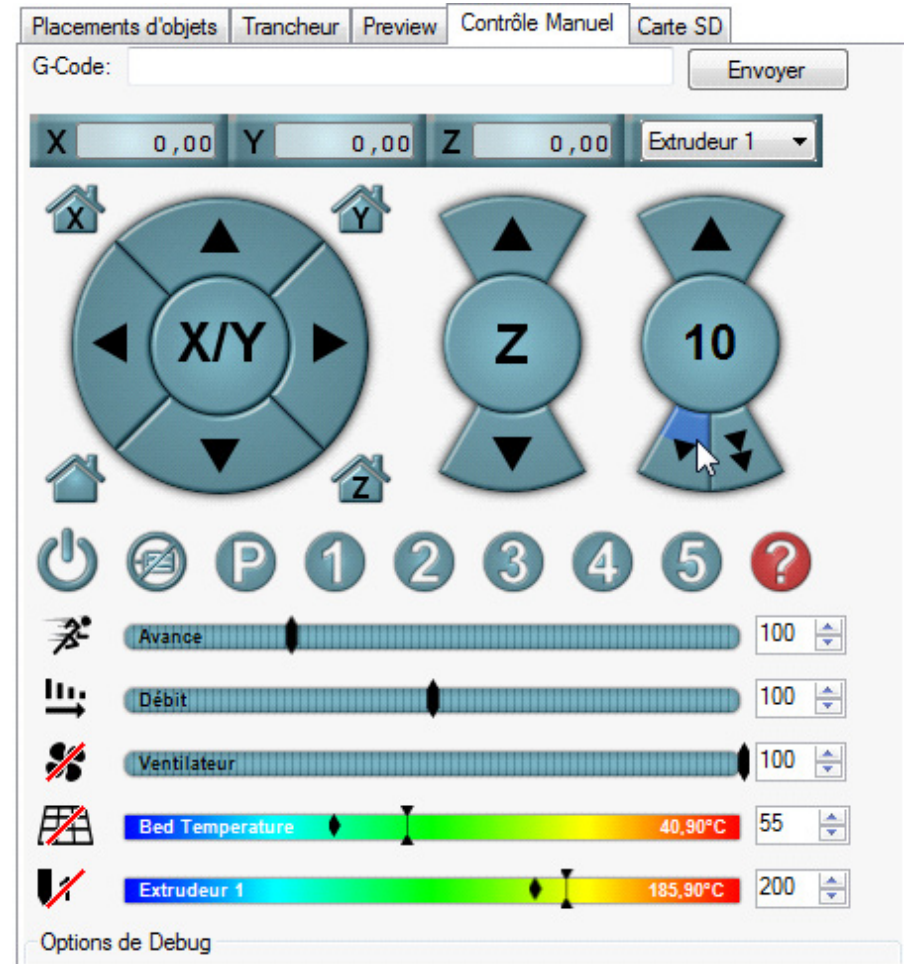 Placements d'objets Trancheur Preview Contrôle Manuel Carte SD
G-Code: Envoyer
X 0,00 Y 0,00 Z 0,00 Extrudeur 1
X Y
X/Y Z 10
Z
P 1 2 3 4 5 ?
Avance 100
Débit 100
Ventilateur 100
Bed Temperature 40,90°C 55
1 Extrudeur 1 185,90°C 200
Options de Debug